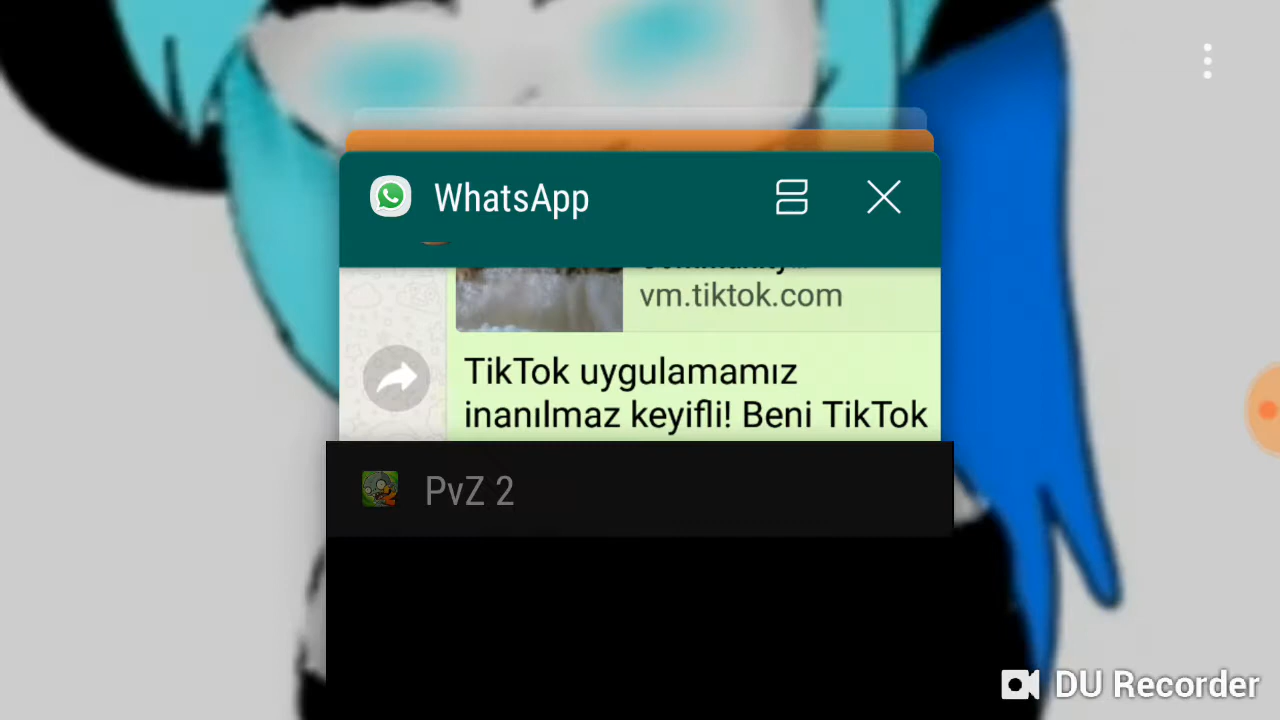 WhatsApp
vm.tiktok.com
TikTok uygulamamız
inanılmaz keyifli! Beni TikTok
PvZ 2
DU Recorder